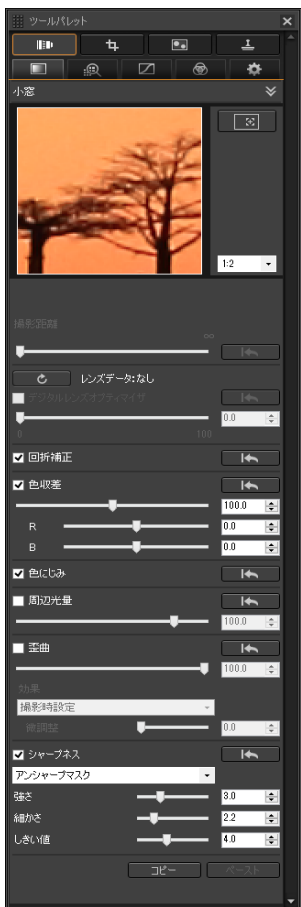 ツールパレット
小窓
1:2
撮影距離
∞
レンズデータ:なし
デジタルレンズオプティマイザ
0.0
0 100
回折補正
色収差
100.0
R 0.0
B 0.0
色にじみ
周辺光量
100.0
歪曲
100.0
効果
撮影時設定
微調整 0.0
シャープネス
アンシャープマスク
強さ 3.0
細かさ 2.2
しきい値 4.0
コピー ペースト